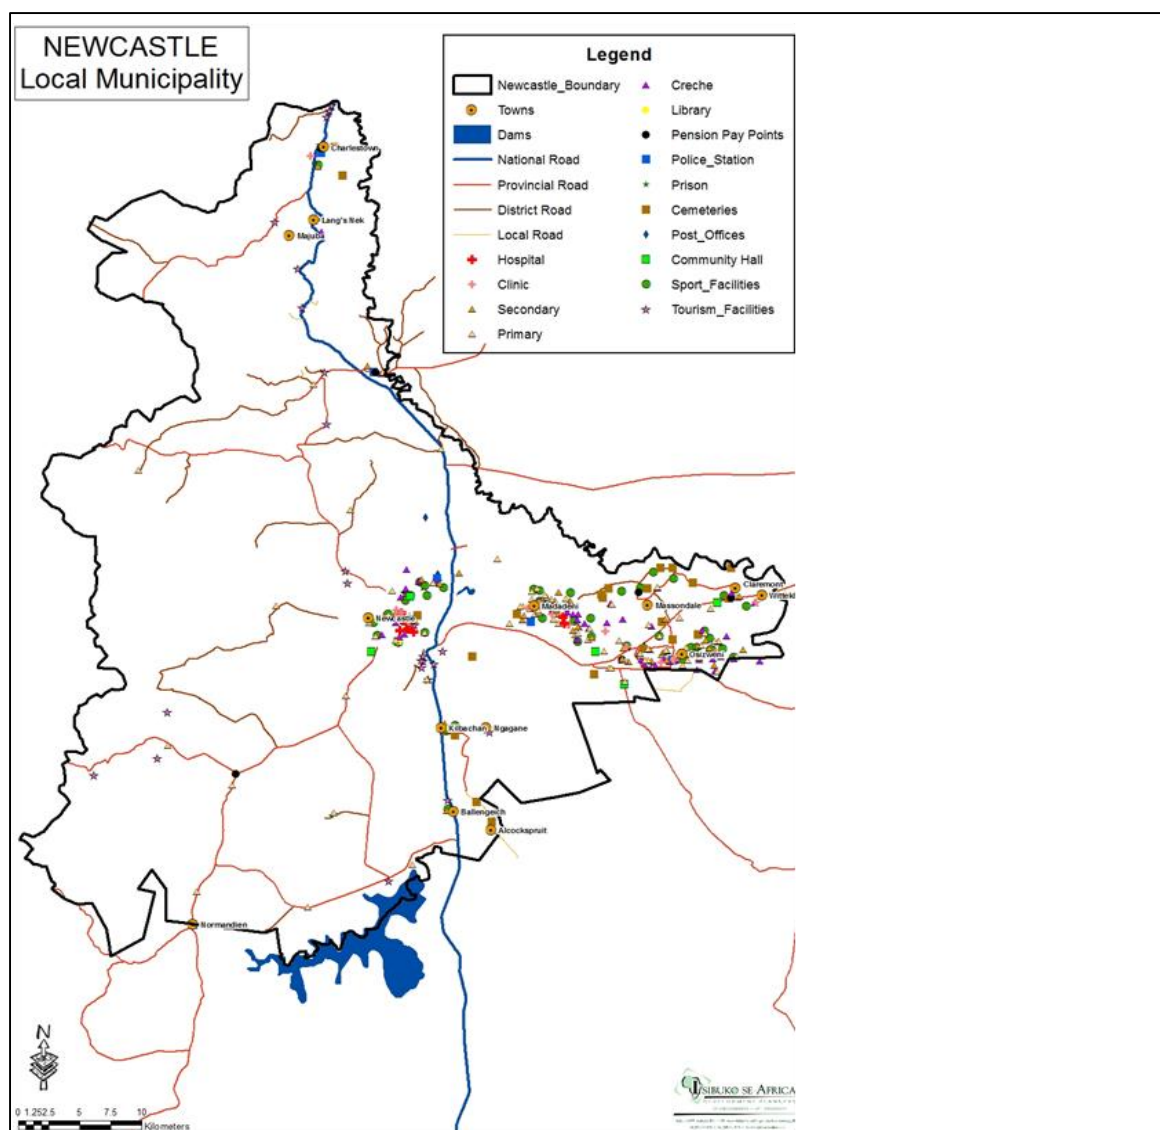 NEWCASTLE
Local Municipality
Legend
Newcastle_Boundary
Towns
Dams
National Road
Provincial Road
District Road
Local Road
Hospital
Clinic
Secondary
Primary
Creche
Library
Pension Pay Points
Police_Station
Prison
Cemeteries
Post_Offices
Community Hall
Sport_Facilities
Tourism_Facilities
Charlestown
Lang's Nek
Majuba
Claremont
Madadeni
Massondale
Newcastle
Osizweni
Kilbachan
Ngagane
Ballengeich
Alcockspruit
Normandien
N
0 1.252.5 5 7.5 10
Kilometers
SIBUKO SE AFRICA